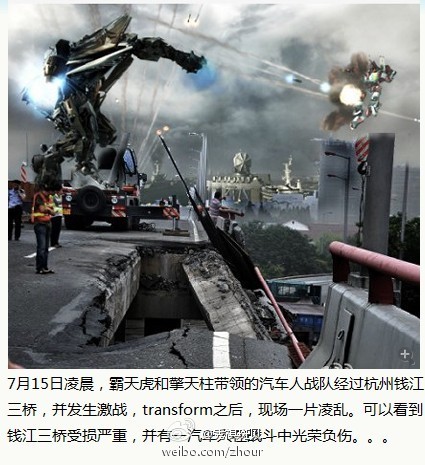 7月15日凌晨，霸天虎和擎天柱带领的汽车人战队经过杭州钱江
三桥，并发生激战，transform之后，现场一片凌乱。可以看到
钱江三桥受损严重，并有 汽车 战斗中光荣负伤。。。
weibo.com/zhour